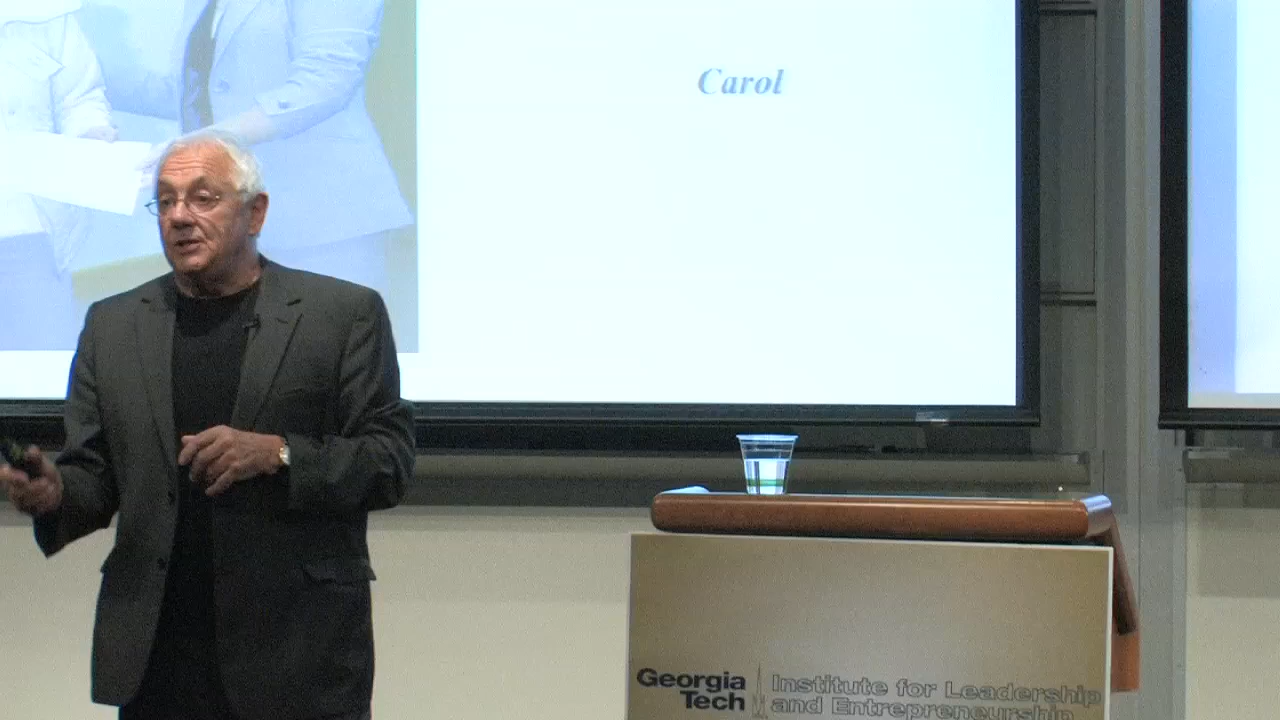 Carol
Georgia
Tech
Institute for Leadership
and Entrepreneurship